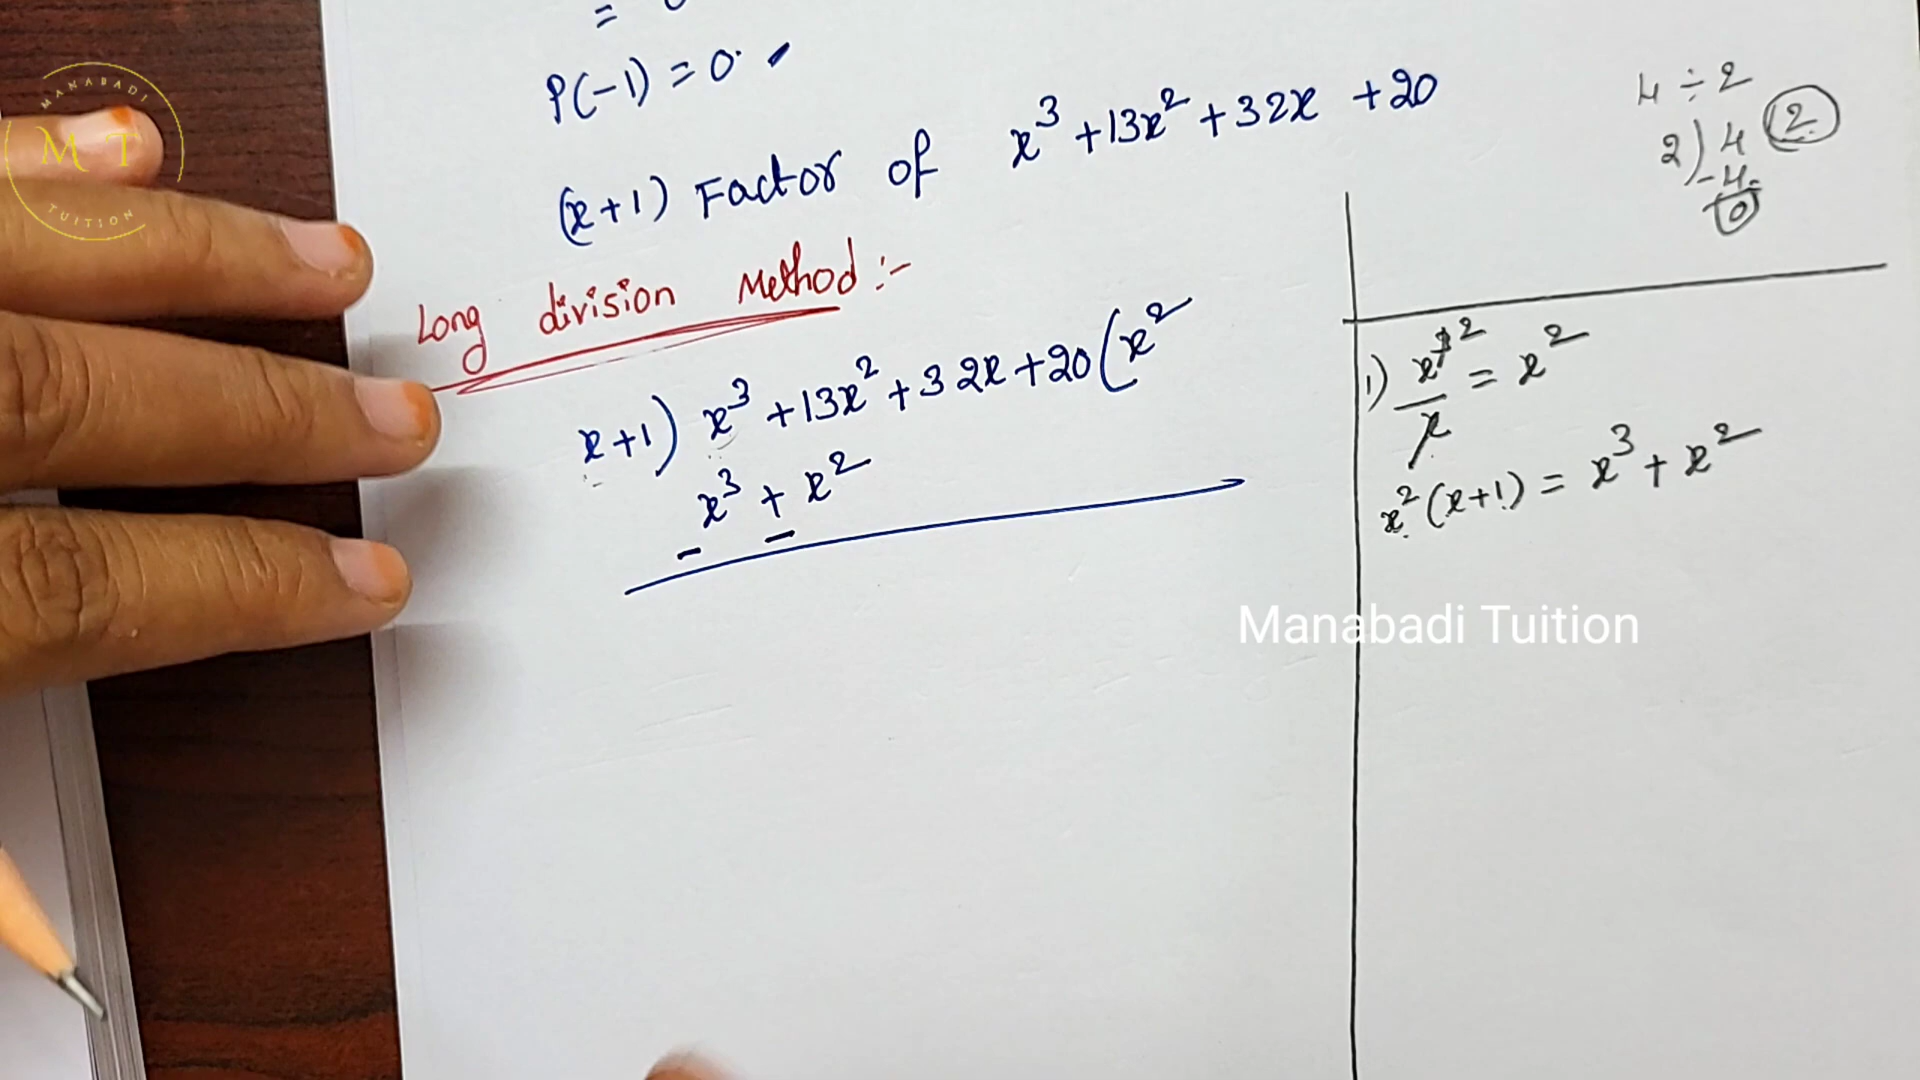 = 0
P(-1) = 0.
(x+1) Factor of x³ +13x² +32x +20
Long division Method :-
x+1) x³ +13x² +32x +20 (x²
x³ + x²
- -
4 ÷ 2
2) 4 (2
-4
0
1) x³ ² / x = x²
x²(x+1) = x³ + x²
MANABADI
M T
TUITION
Manabadi Tuition